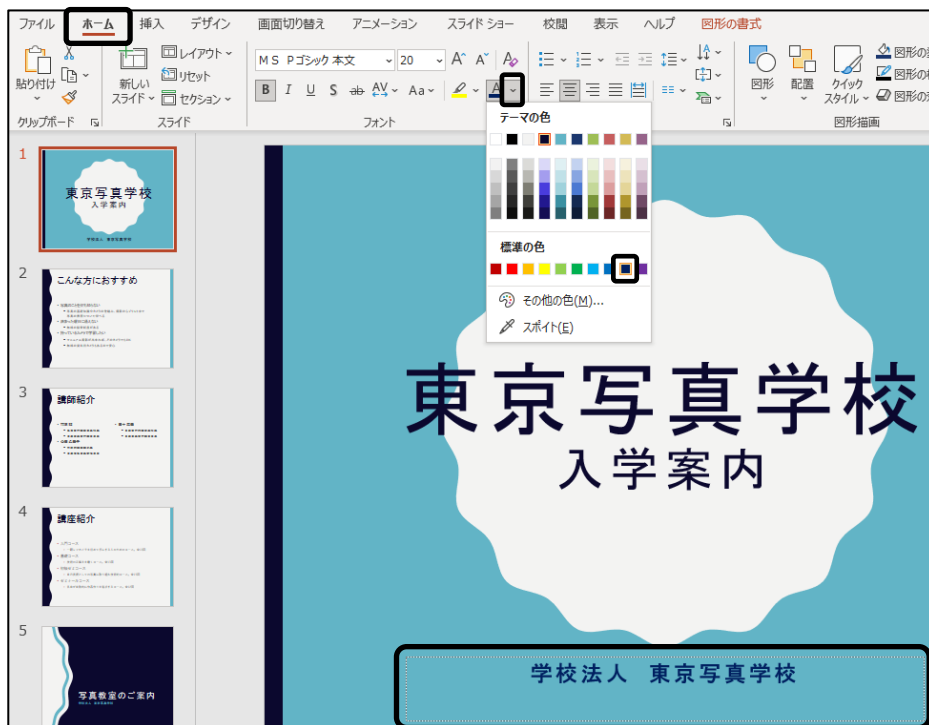 ファイル ホーム 挿入 デザイン 画面切り替え アニメーション スライド ショー 校閲 表示 ヘルプ 図形の書式
貼り付け
新しい
スライド
レイアウト
リセット
セクション
ＭＳ Ｐゴシック 本文 20
B I U S ab AV Aa A
図形 配置 クイック
スタイル
図形の
図形の
図形の
クリップボード スライド フォント 図形描画
テーマの色
標準の色
その他の色(M)...
スポイト(E)
1
東京写真学校
入学案内
学校法人 東京写真学校
2
こんな方におすすめ
3
講師紹介
4
講座紹介
5
写真教室のご案内
東京写真学校
入学案内
学校法人 東京写真学校